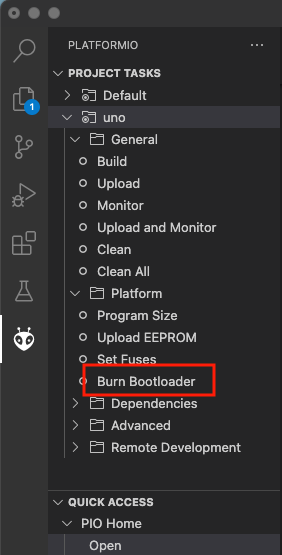 PLATFORMIO
PROJECT TASKS
Default
uno
General
Build
Upload
Monitor
Upload and Monitor
Clean
Clean All
Platform
Program Size
Upload EEPROM
Set Fuses
Burn Bootloader
Dependencies
Advanced
Remote Development
QUICK ACCESS
PIO Home
Open
1